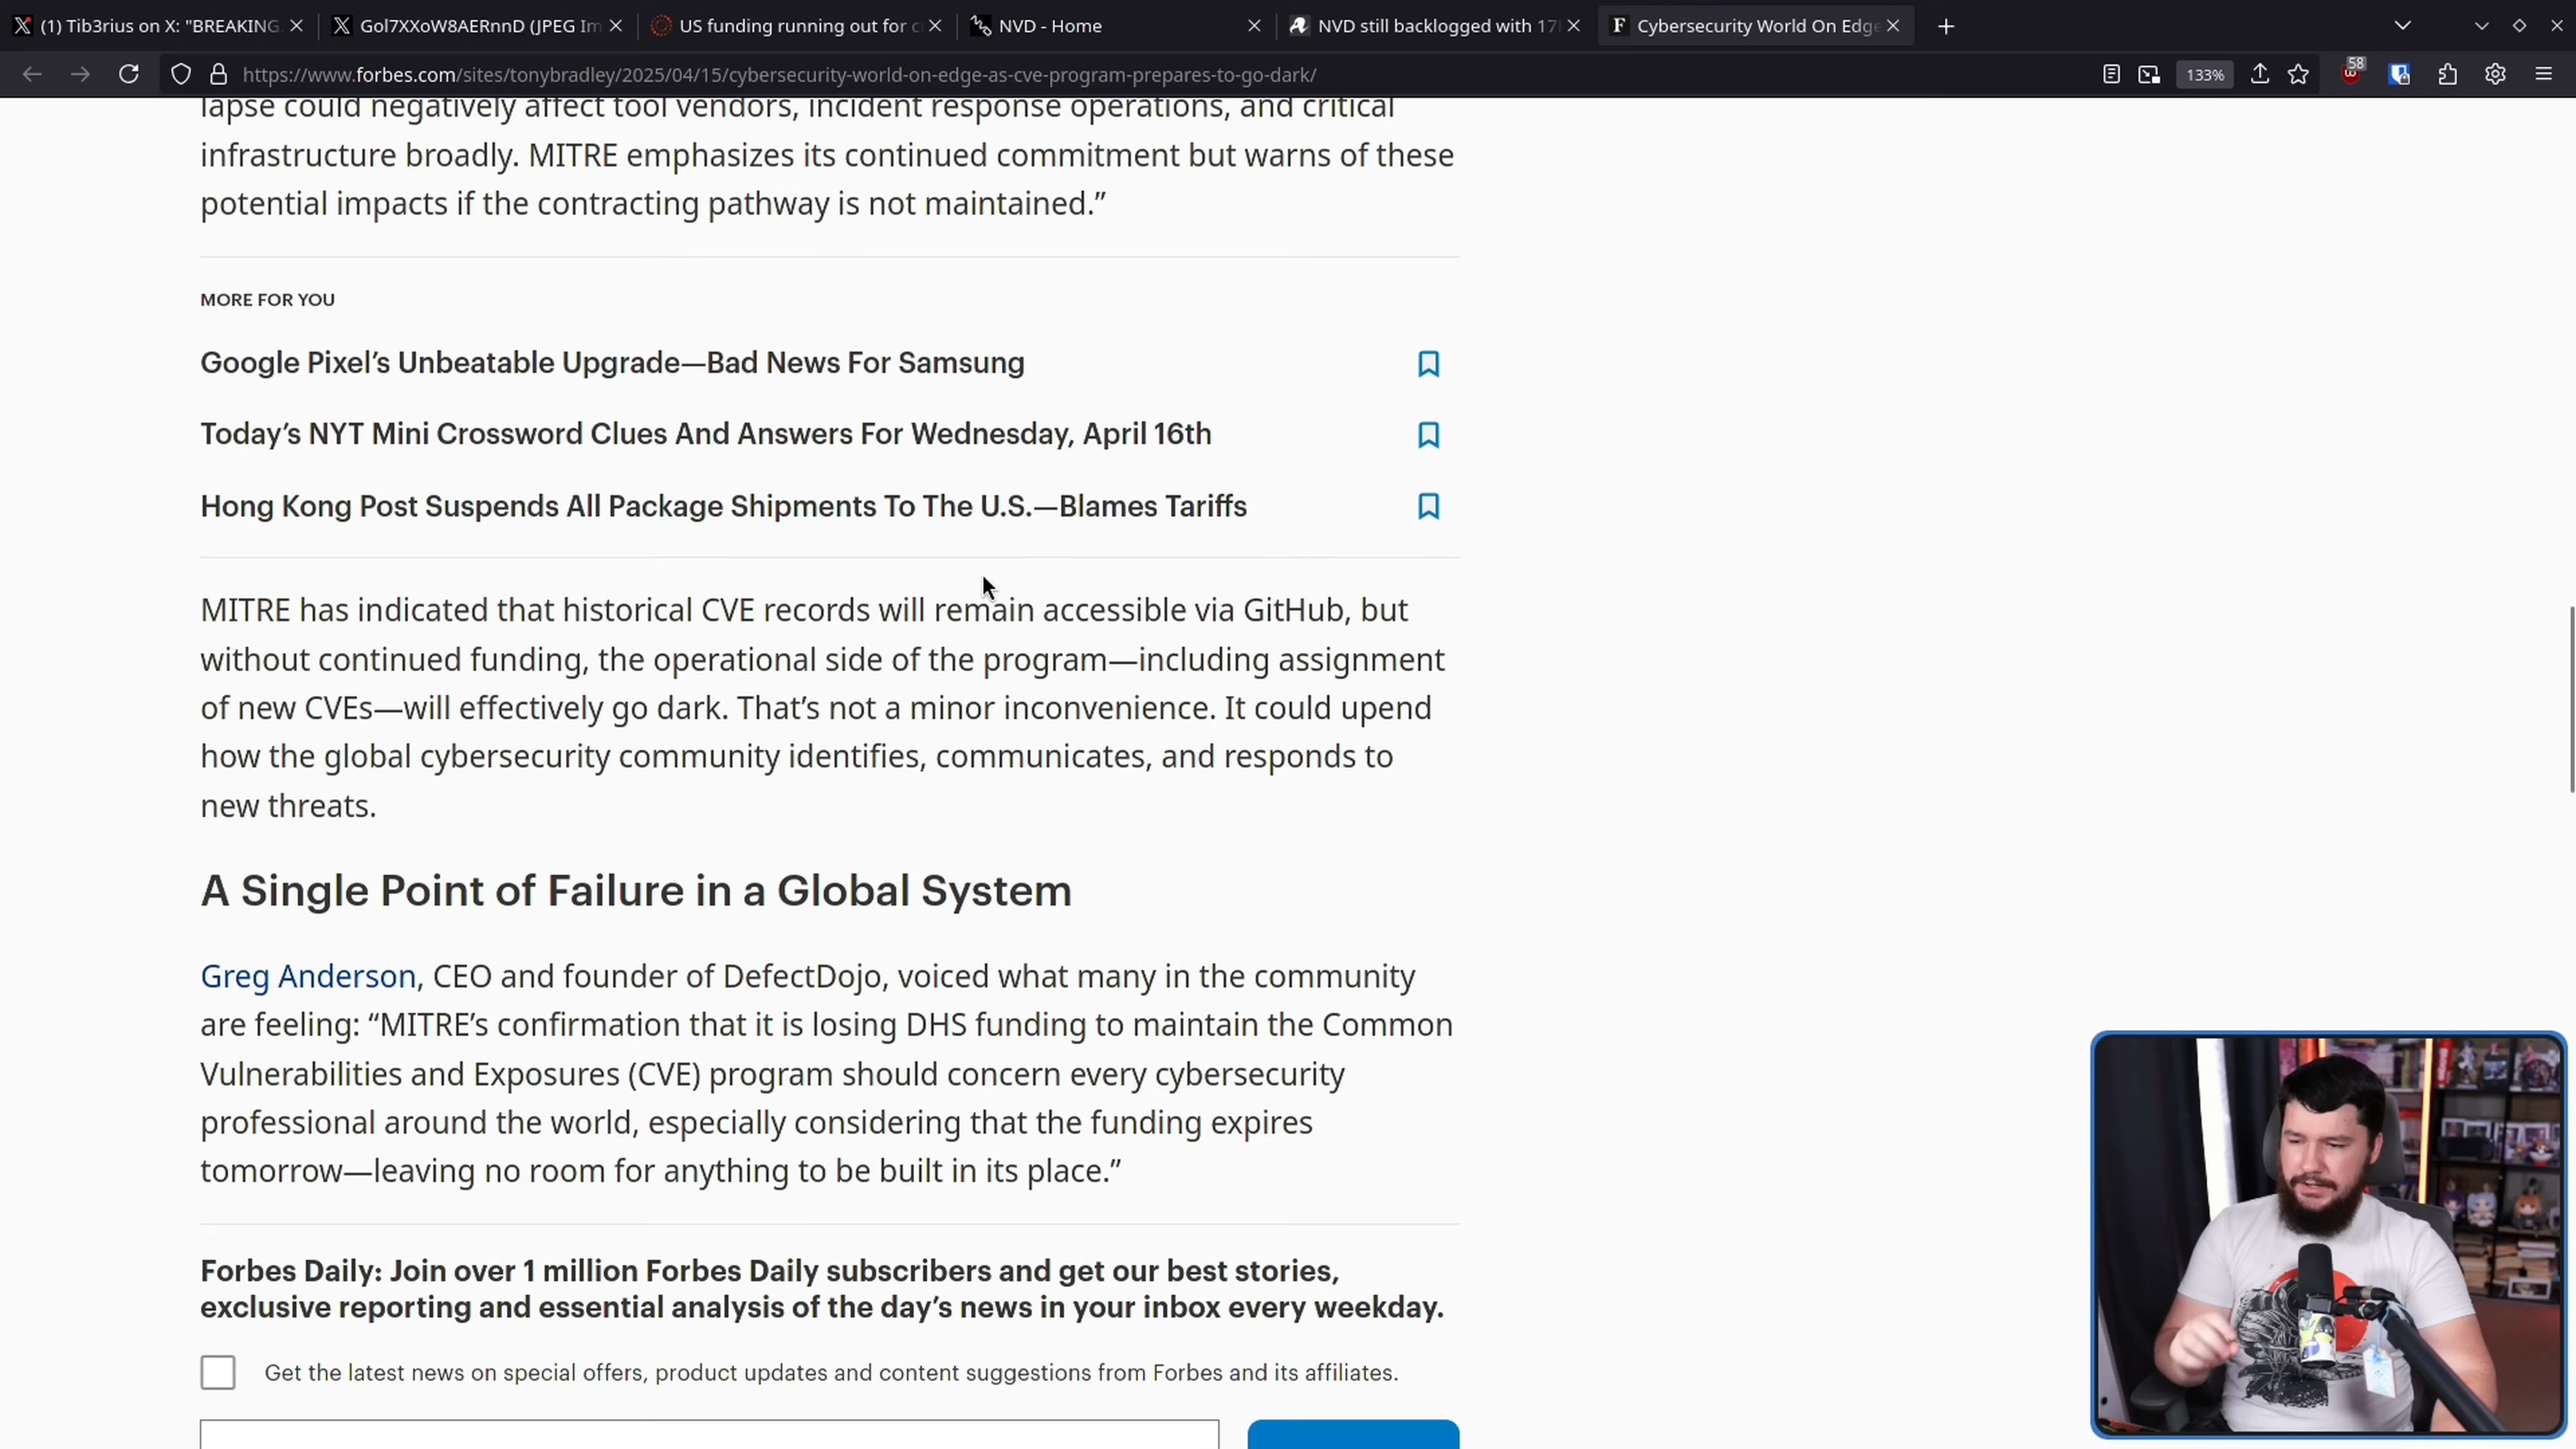 (1) Tib3rius on X: "BREAKING
Gol7XXoW8AERnnD (JPEG Im
US funding running out for c
NVD - Home
NVD still backlogged with 17
Cybersecurity World On Edge
https://www.forbes.com/sites/tonybradley/2025/04/15/cybersecurity-world-on-edge-as-cve-program-prepares-to-go-dark/
133%
58
lapse could negatively affect tool vendors, incident response operations, and critical
infrastructure broadly. MITRE emphasizes its continued commitment but warns of these
potential impacts if the contracting pathway is not maintained.”
MORE FOR YOU
Google Pixel’s Unbeatable Upgrade—Bad News For Samsung
Today’s NYT Mini Crossword Clues And Answers For Wednesday, April 16th
Hong Kong Post Suspends All Package Shipments To The U.S.—Blames Tariffs
MITRE has indicated that historical CVE records will remain accessible via GitHub, but
without continued funding, the operational side of the program—including assignment
of new CVEs—will effectively go dark. That’s not a minor inconvenience. It could upend
how the global cybersecurity community identifies, communicates, and responds to
new threats.
A Single Point of Failure in a Global System
Greg Anderson, CEO and founder of DefectDojo, voiced what many in the community
are feeling: “MITRE’s confirmation that it is losing DHS funding to maintain the Common
Vulnerabilities and Exposures (CVE) program should concern every cybersecurity
professional around the world, especially considering that the funding expires
tomorrow—leaving no room for anything to be built in its place.”
Forbes Daily: Join over 1 million Forbes Daily subscribers and get our best stories,
exclusive reporting and essential analysis of the day’s news in your inbox every weekday.
Get the latest news on special offers, product updates and content suggestions from Forbes and its affiliates.